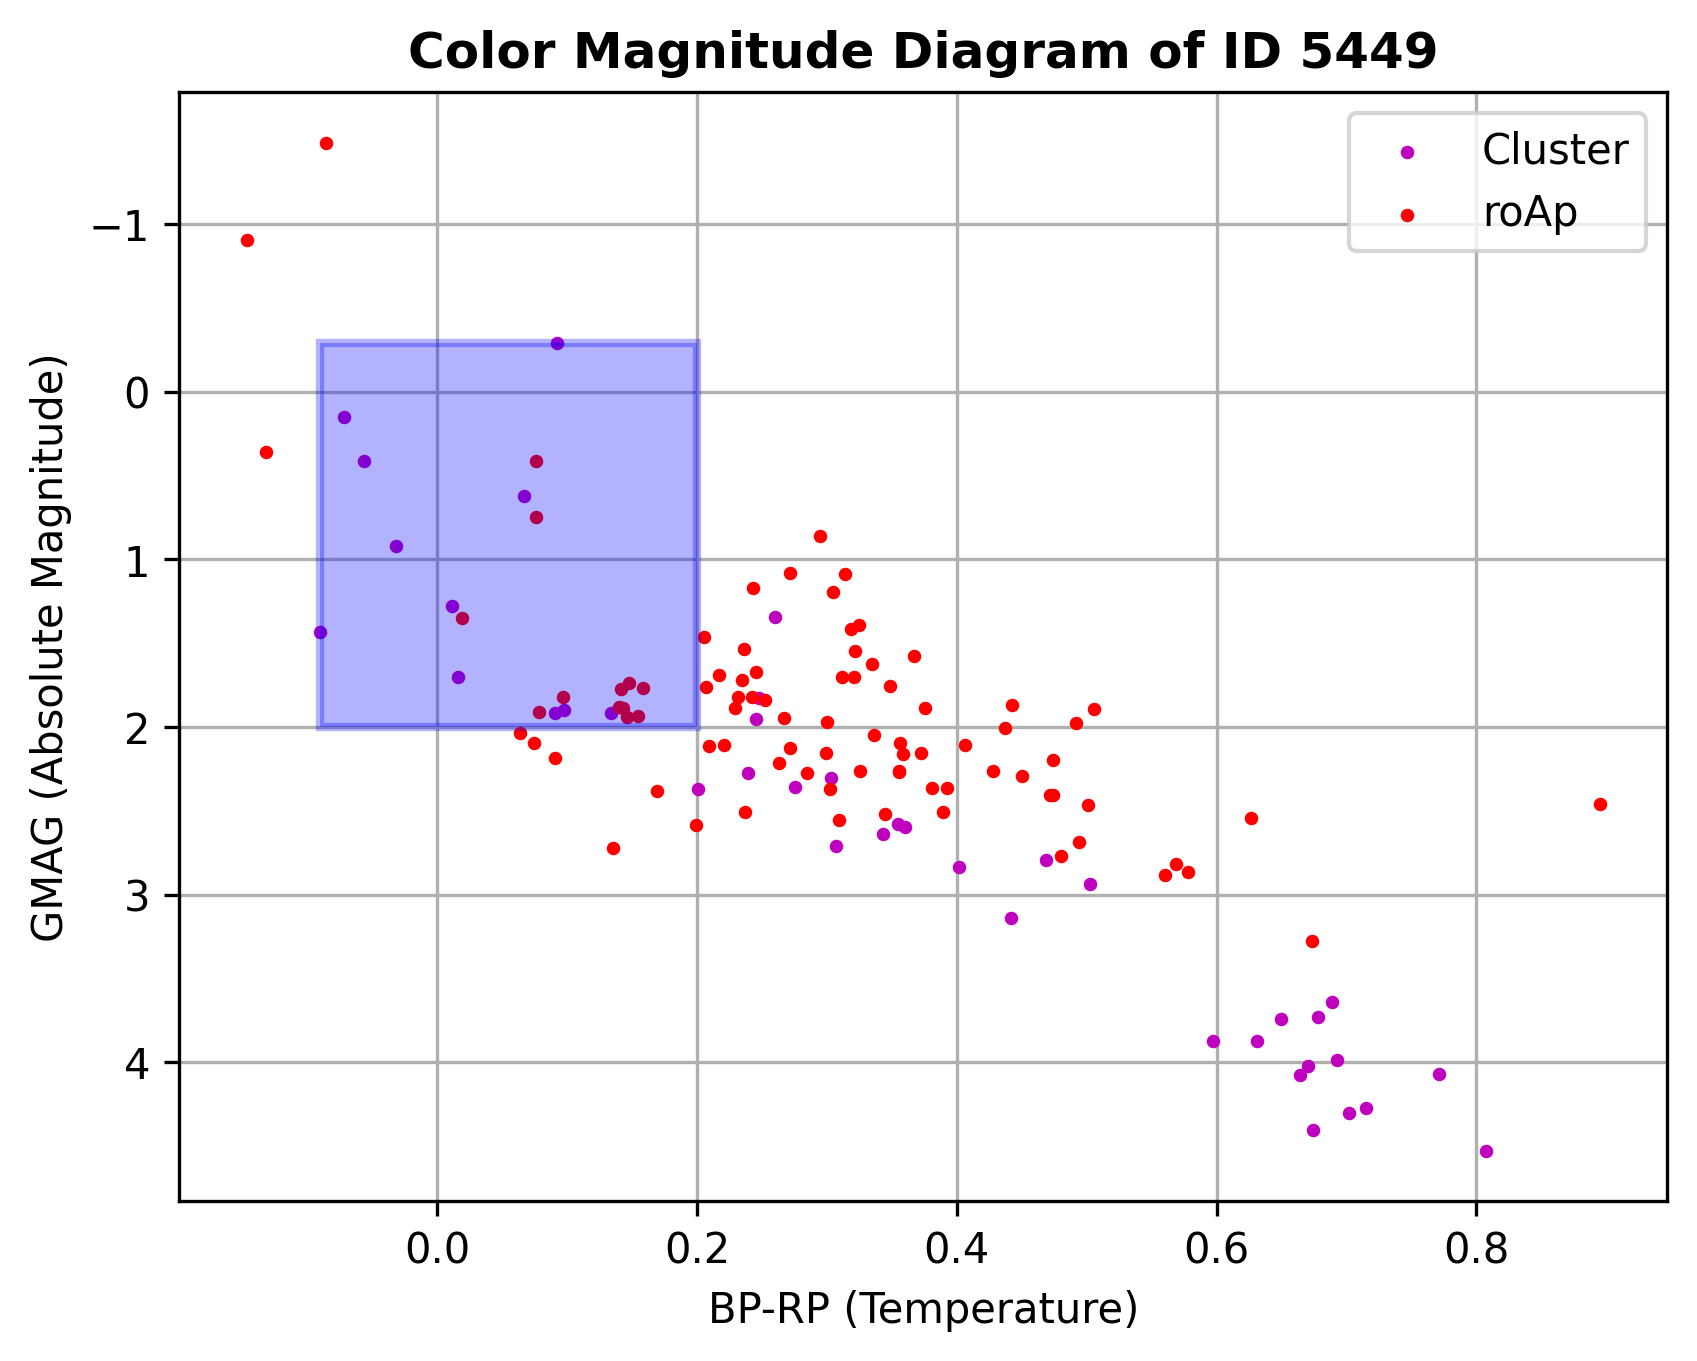 Color Magnitude Diagram of ID 5449
Cluster
roAp
GMAG (Absolute Magnitude)
−1
0
1
2
3
4
0.0 0.2 0.4 0.6 0.8
BP-RP (Temperature)